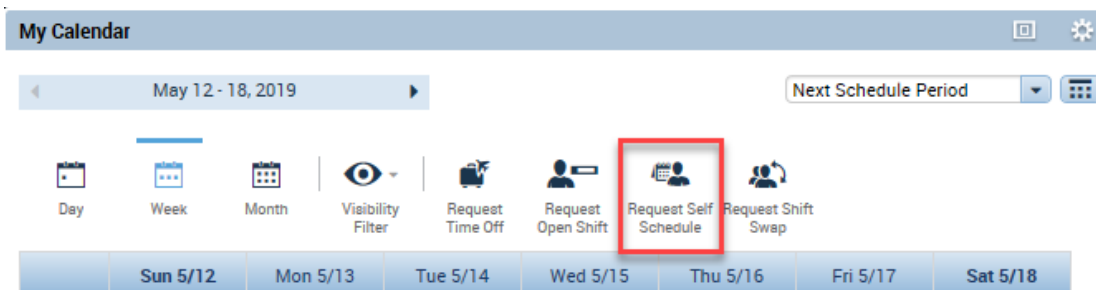 My Calendar
May 12 - 18, 2019
Next Schedule Period
Day
Week
Month
Visibility
Filter
Request
Time Off
Request
Open Shift
Request Self
Schedule
Request Shift
Swap
Sun 5/12 Mon 5/13 Tue 5/14 Wed 5/15 Thu 5/16 Fri 5/17 Sat 5/18